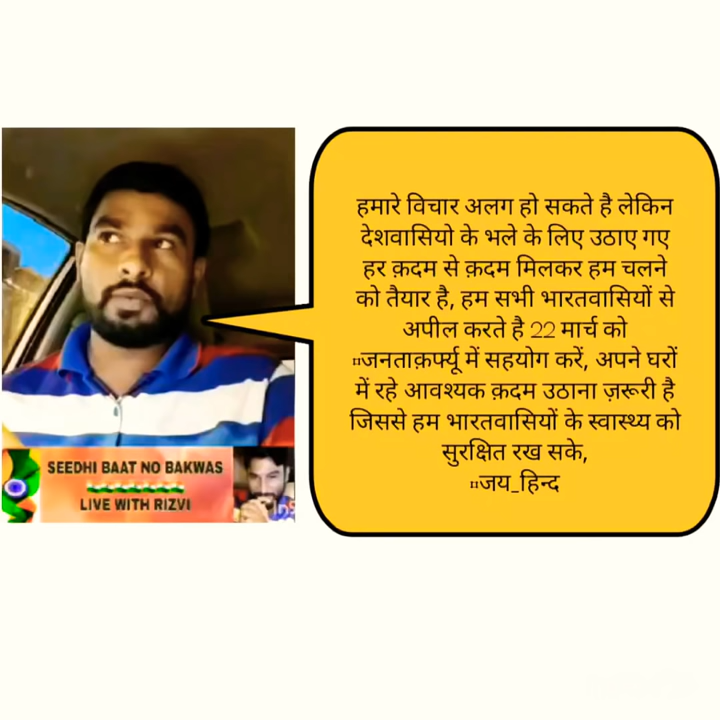 हमारे विचार अलग हो सकते है लेकिन
देशवासियो के भले के लिए उठाए गए
हर क़दम से क़दम मिलकर हम चलने
को तैयार है, हम सभी भारतवासियों से
अपील करते है 22 मार्च को
#जनताक़र्फ्यू में सहयोग करें, अपने घरों
में रहे आवश्यक क़दम उठाना ज़रूरी है
जिससे हम भारतवासियों के स्वास्थ्य को
सुरक्षित रख सके,
#जय_हिन्द
SEEDHI BAAT NO BAKWAS
LIVE WITH RIZVI